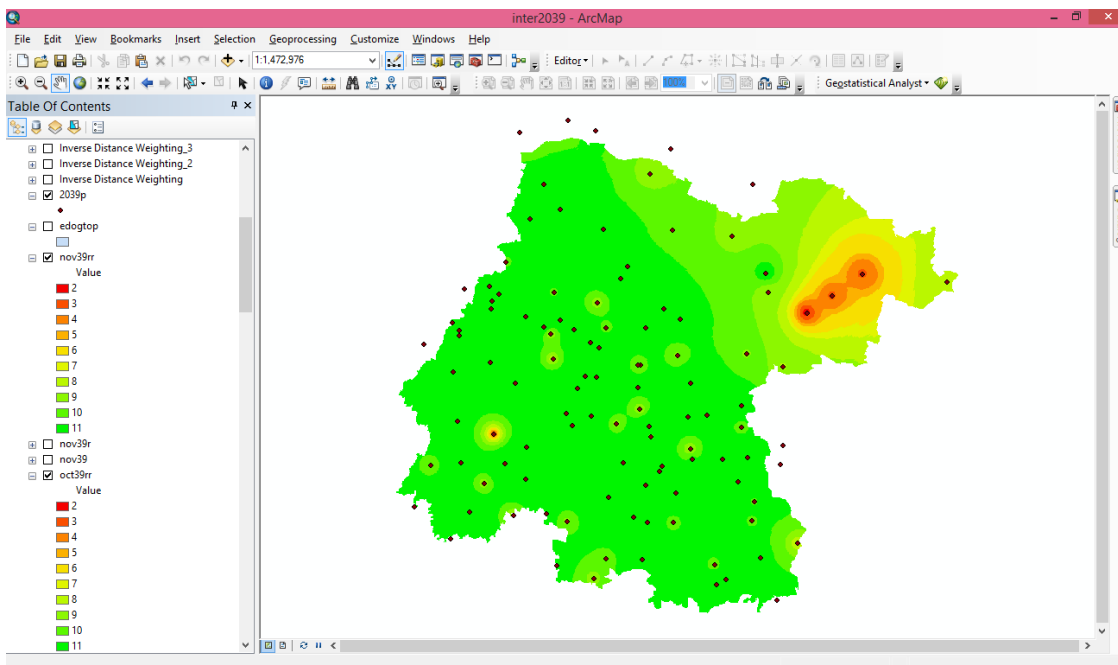 inter2039 - ArcMap
File Edit View Bookmarks Insert Selection Geoprocessing Customize Windows Help
1:1,472,976 Editor
100% Geostatistical Analyst
Table Of Contents
Inverse Distance Weighting_3
Inverse Distance Weighting_2
Inverse Distance Weighting
2039p
edogtop
nov39rr
Value
2
3
4
5
6
7
8
9
10
11
nov39r
nov39
oct39rr
Value
2
3
4
5
6
7
8
9
10
11